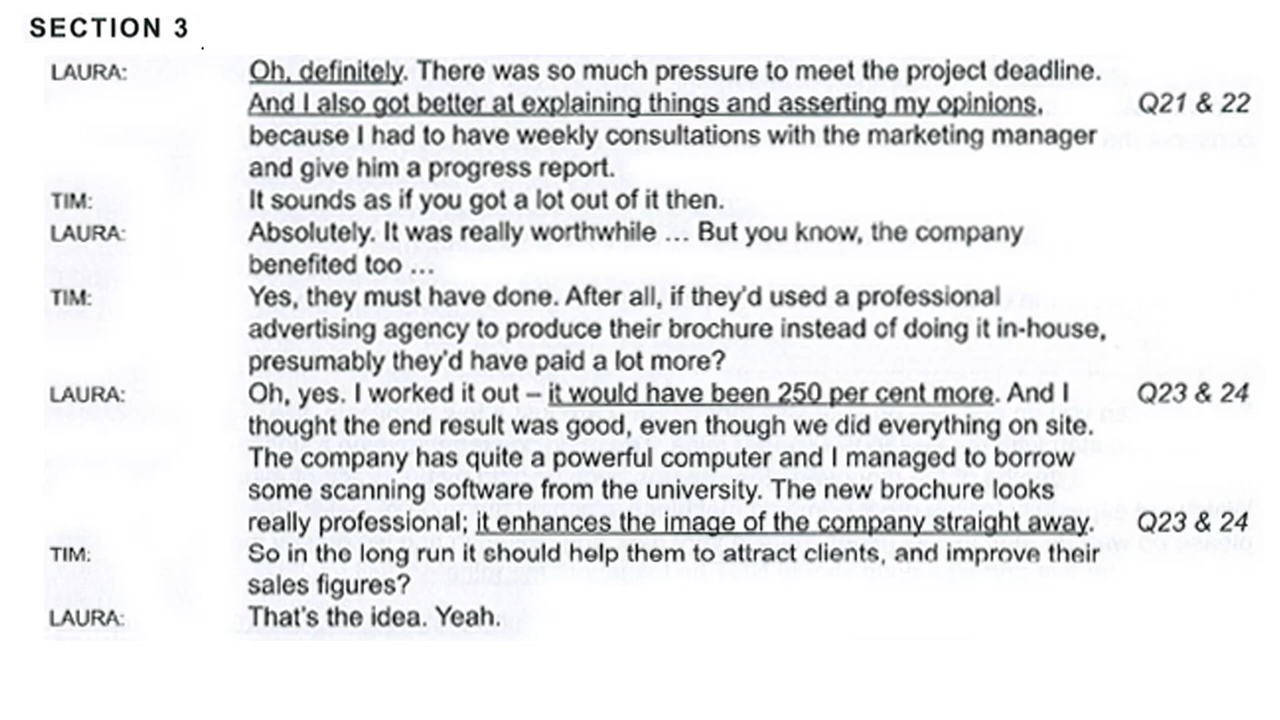 SECTION 3
LAURA: Oh, definitely. There was so much pressure to meet the project deadline.
And I also got better at explaining things and asserting my opinions, Q21 & 22
because I had to have weekly consultations with the marketing manager
and give him a progress report.
TIM: It sounds as if you got a lot out of it then.
LAURA: Absolutely. It was really worthwhile ... But you know, the company
benefited too ...
TIM: Yes, they must have done. After all, if they'd used a professional
advertising agency to produce their brochure instead of doing it in-house,
presumably they'd have paid a lot more?
LAURA: Oh, yes. I worked it out – it would have been 250 per cent more. And I Q23 & 24
thought the end result was good, even though we did everything on site.
The company has quite a powerful computer and I managed to borrow
some scanning software from the university. The new brochure looks
really professional; it enhances the image of the company straight away. Q23 & 24
TIM: So in the long run it should help them to attract clients, and improve their
sales figures?
LAURA: That's the idea. Yeah.